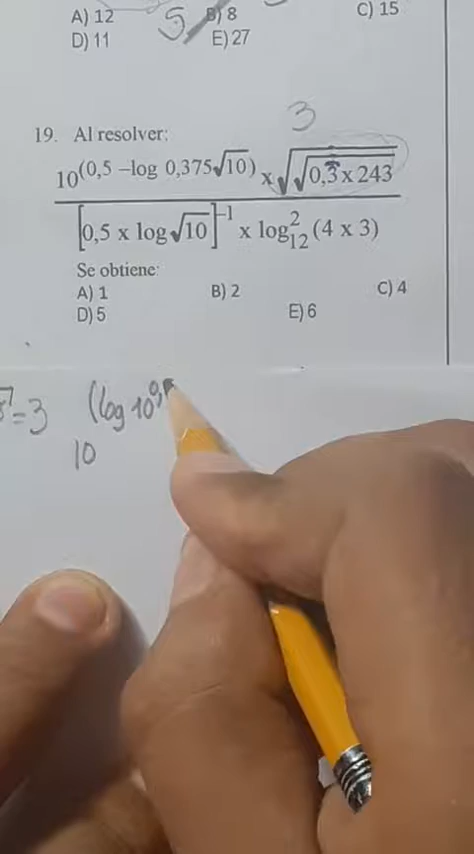 A) 12 5 B) 8 C) 15
D) 11 E) 27
3
19. Al resolver:
10^(0,5 –log 0,375√10) x √√0,3̂ x 243
[0,5 x log √10]^-1 x log²₁₂ (4 x 3)
Se obtiene:
A) 1 B) 2 C) 4
D) 5 E) 6
= 3 (log 10^0,
10